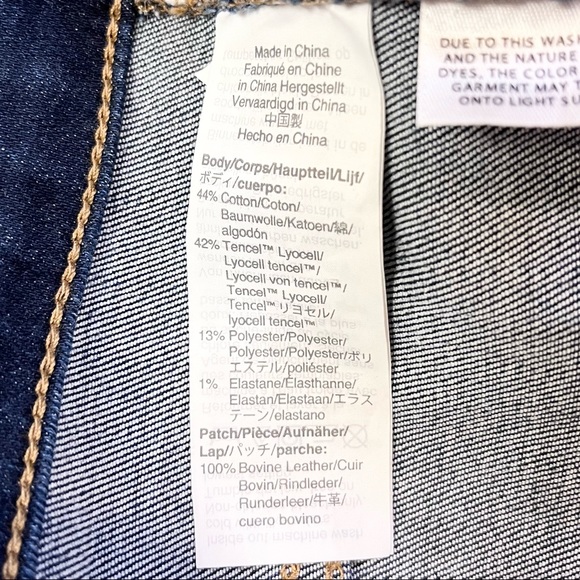 Made in China
Fabriqué en Chine
in China Hergestellt
Vervaardigd in China
中国製
Hecho en China
Body/Corps/Hauptteil/Lijf/
ボディ/cuerpo:
44% Cotton/Coton/
Baumwolle/Katoen/綿/
algodón
42% Tencel™ Lyocell/
Lyocell tencel™/
Lyocell von tencel™/
Tencel™ Lyocell/
Tencel™ リヨセル/
lyocell tencel™
13% Polyester/Polyester/
Polyester/Polyester/ポリ
エステル/poliéster
1% Elastane/Élasthanne/
Elastan/Elastaan/エラス
テーン/elastano
Patch/Pièce/Aufnäher/
Lap/パッチ/parche:
100% Bovine Leather/Cuir
Bovin/Rindleder/
Runderleer/牛革/
cuero bovino
DUE TO THIS WAS
AND THE NATURE
DYES, THE COLOR
GARMENT MAY T
ONTO LIGHT SU